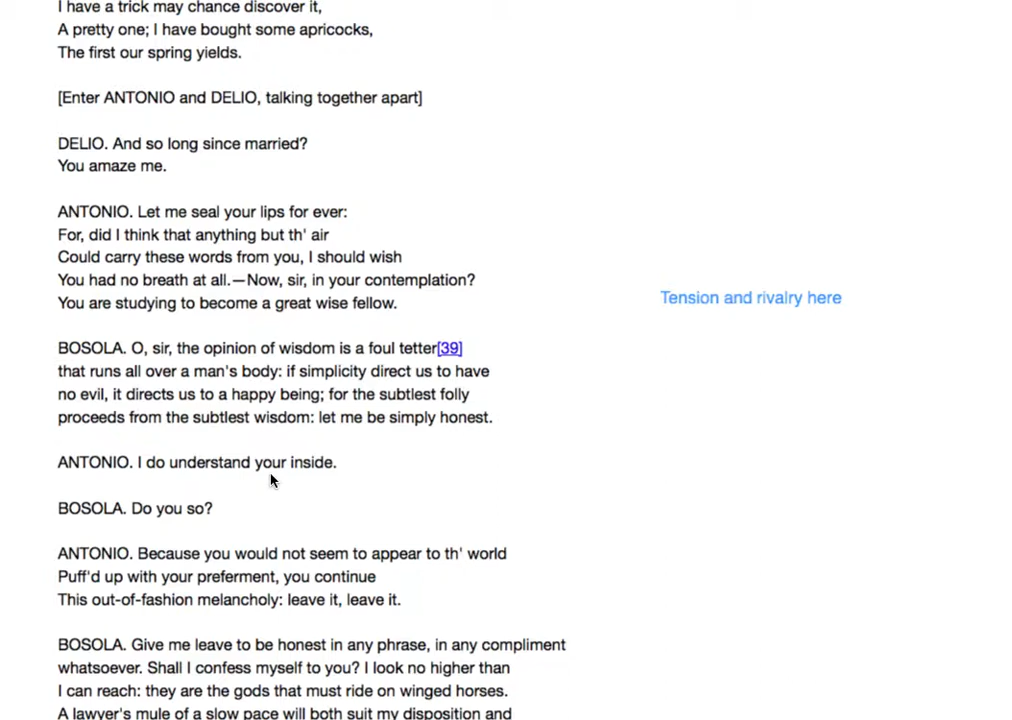 I have a trick may chance discover it,
A pretty one; I have bought some apricocks,
The first our spring yields.
[Enter ANTONIO and DELIO, talking together apart]
DELIO. And so long since married?
You amaze me.
ANTONIO. Let me seal your lips for ever:
For, did I think that anything but th' air
Could carry these words from you, I should wish
You had no breath at all.—Now, sir, in your contemplation?
You are studying to become a great wise fellow.
Tension and rivalry here
BOSOLA. O, sir, the opinion of wisdom is a foul tetter[39]
that runs all over a man's body: if simplicity direct us to have
no evil, it directs us to a happy being; for the subtlest folly
proceeds from the subtlest wisdom: let me be simply honest.
ANTONIO. I do understand your inside.
BOSOLA. Do you so?
ANTONIO. Because you would not seem to appear to th' world
Puff'd up with your preferment, you continue
This out-of-fashion melancholy: leave it, leave it.
BOSOLA. Give me leave to be honest in any phrase, in any compliment
whatsoever. Shall I confess myself to you? I look no higher than
I can reach: they are the gods that must ride on winged horses.
A lawyer's mule of a slow pace will both suit my disposition and